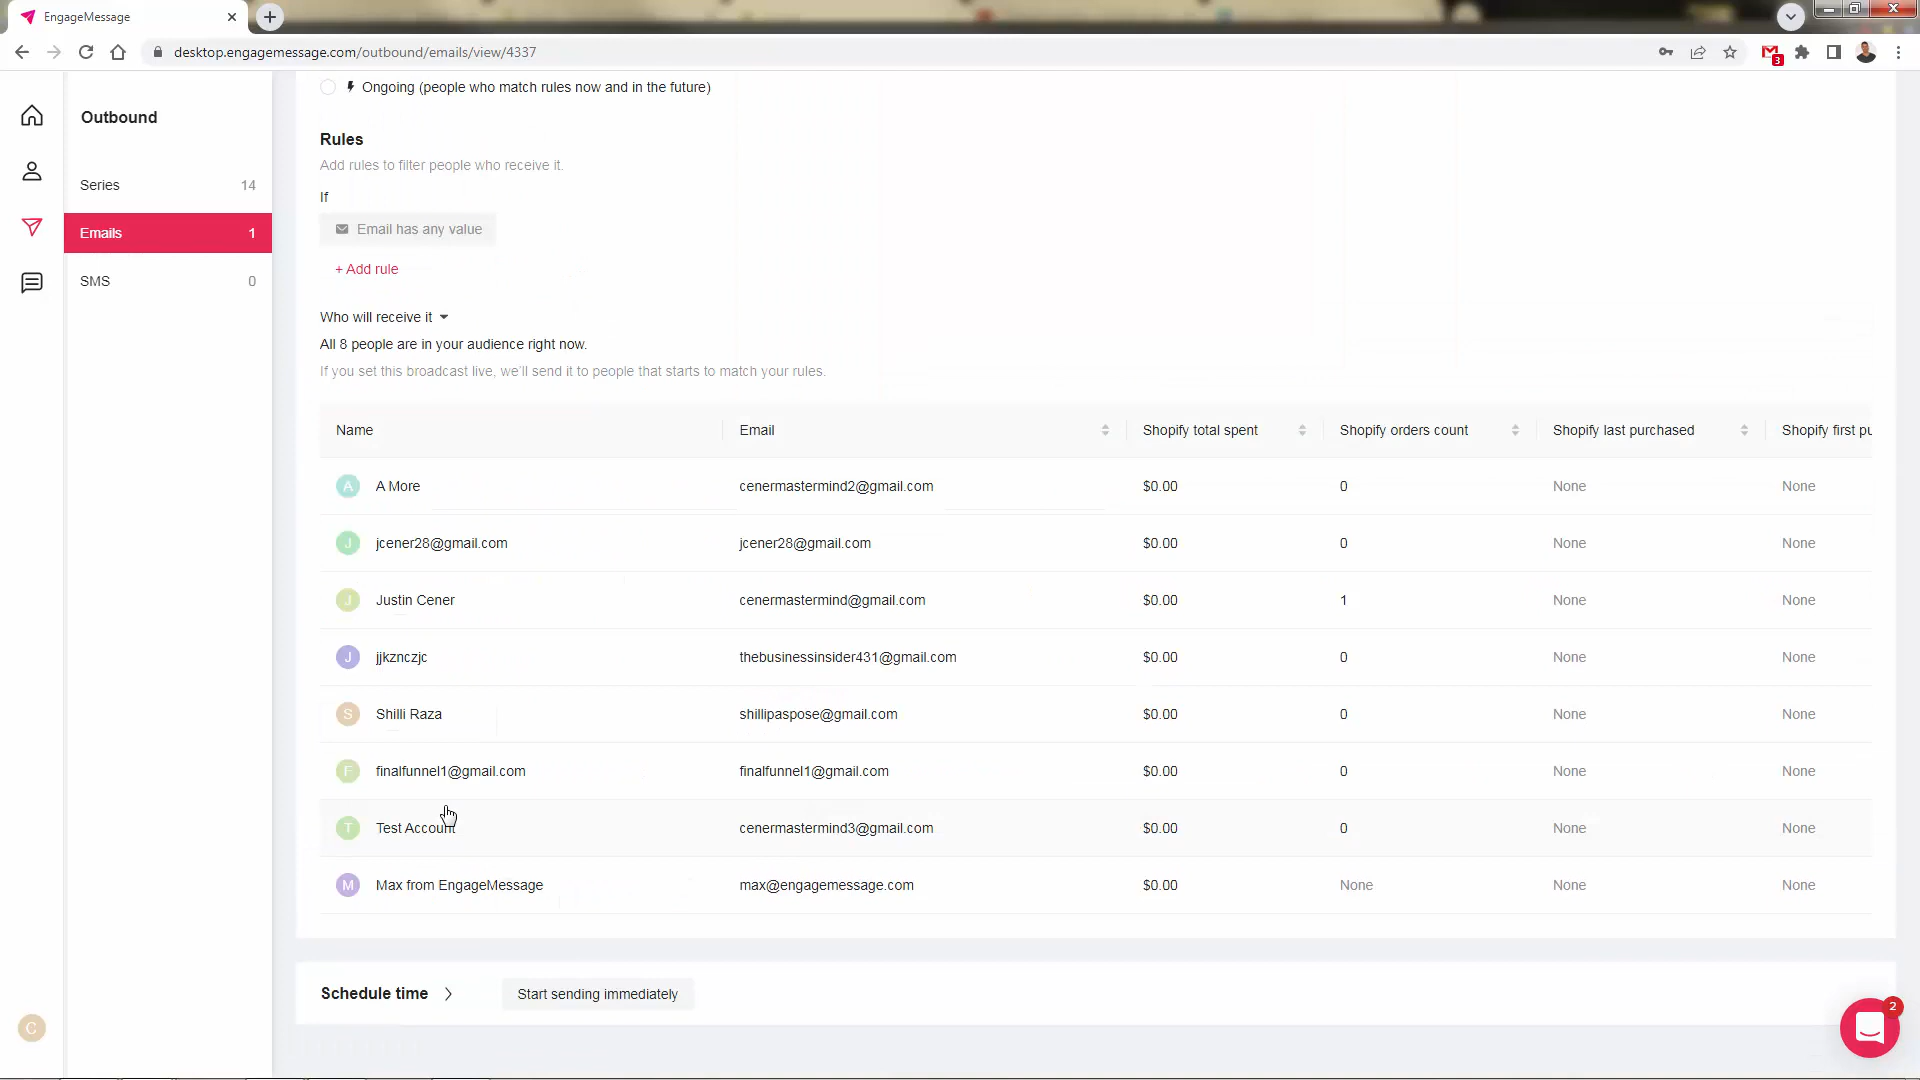 EngageMessage
desktop.engagemessage.com/outbound/emails/view/4337
3
Outbound
Series 14
Emails 1
SMS 0
C
Ongoing (people who match rules now and in the future)
Rules
Add rules to filter people who receive it.
If
Email has any value
+ Add rule
Who will receive it
All 8 people are in your audience right now.
If you set this broadcast live, we'll send it to people that starts to match your rules.
Name Email Shopify total spent Shopify orders count Shopify last purchased Shopify first pu
A A More cenermastermind2@gmail.com $0.00 0 None None
J jcener28@gmail.com jcener28@gmail.com $0.00 0 None None
J Justin Cener cenermastermind@gmail.com $0.00 1 None None
J jjkznczjc thebusinessinsider431@gmail.com $0.00 0 None None
S Shilli Raza shillipaspose@gmail.com $0.00 0 None None
F finalfunnel1@gmail.com finalfunnel1@gmail.com $0.00 0 None None
T Test Account cenermastermind3@gmail.com $0.00 0 None None
M Max from EngageMessage max@engagemessage.com $0.00 None None None
Schedule time Start sending immediately
2